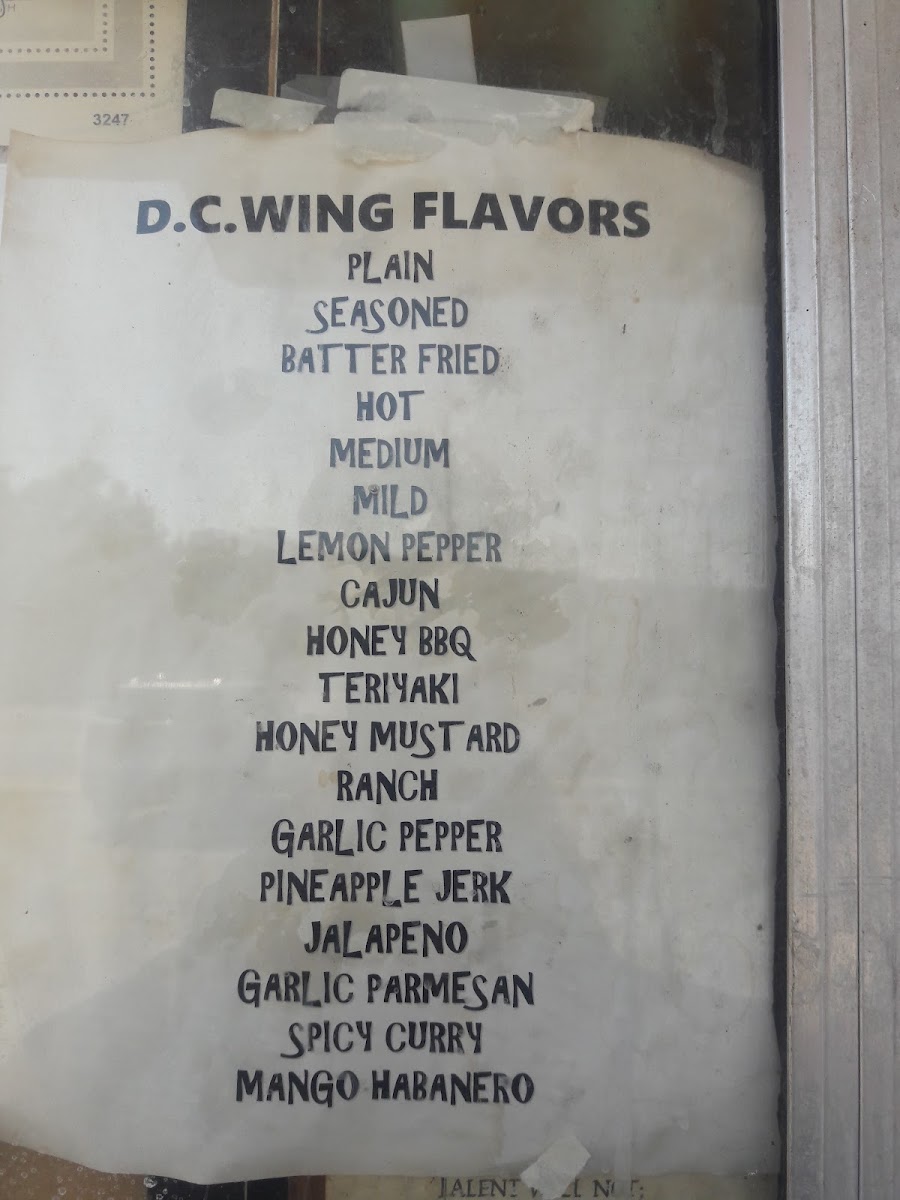 3247
D.C.WING FLAVORS
PLAIN
SEASONED
BATTER FRIED
HOT
MEDIUM
MILD
LEMON PEPPER
CAJUN
HONEY BBQ
TERIYAKI
HONEY MUSTARD
RANCH
GARLIC PEPPER
PINEAPPLE JERK
JALAPENO
GARLIC PARMESAN
SPICY CURRY
MANGO HABANERO
TALENT